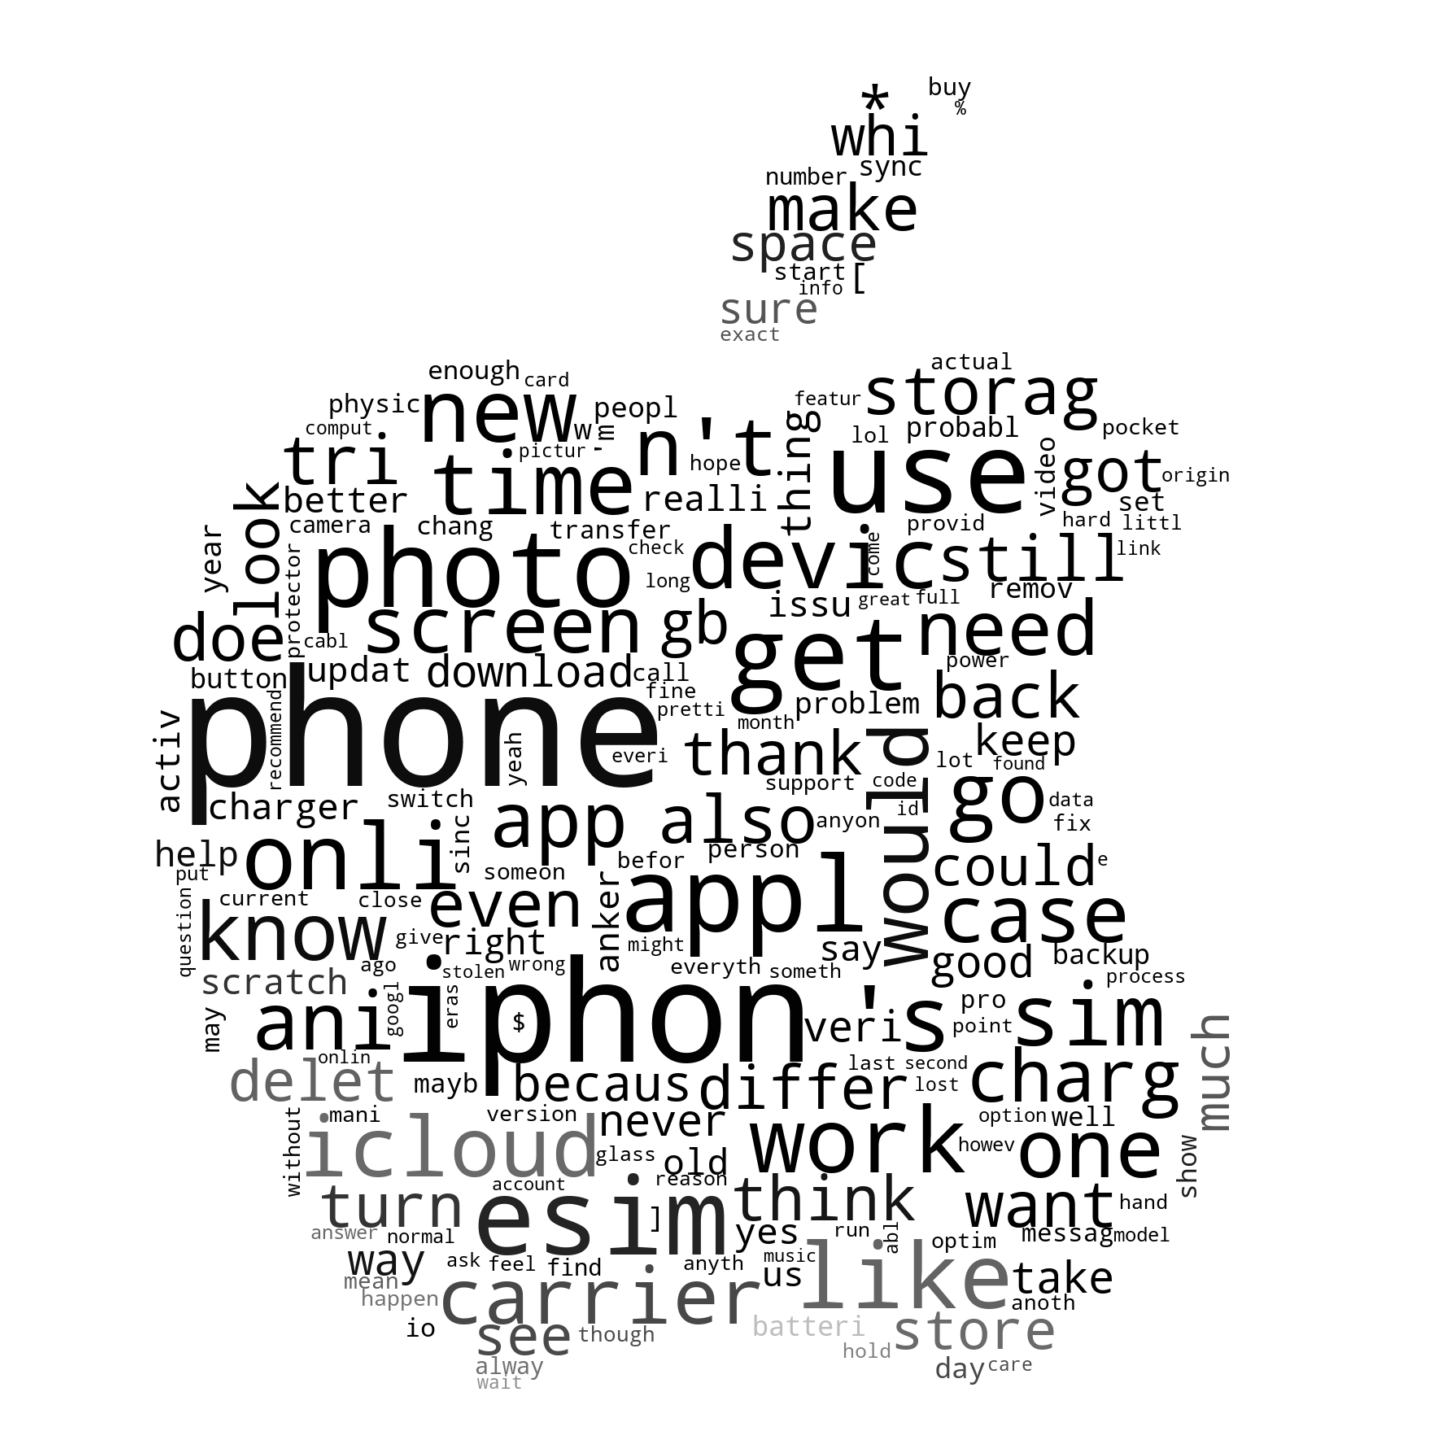 buy
*
%
whi
sync
number
make
space
start [
info
sure
exact
enough
card
actual
storag
featur
physic
new
peopl
comput
w
-
m
tri
pictur
time
n't
hope
thing
lol
probabl
pocket
use
video
got
origin
set
better
realli
look
camera
chang
transfer
check
provid
hard
littl
year
protector
photo
long
devic
come
still
link
remov
issu
great
full
doe
cabl
screen
gb
get
need
button
updat
download
call
power
fine
pretti
problem
back
month
phone
recommend
yeah
everi
thank
would
keep
lot
found
activ
support
code
go
data
id
fix
charger
switch
app
also
anyon
help
onli
sinc
befor
person
could
e
put
someon
appl
question
current
close
even
anker
case
know
give
right
might
say
good
backup
ago
stolen
wrong
everyth
someth
process
scratch
may
ani
googl
eras
iphon
$
veri
's
pro
point
sim
much
onlin
delet
mayb
becaus
differ
last
second
lost
charg
without
mani
version
never
work
option
well
icloud
glass
old
howev
one
show
reason
account
turn
esim
]
think
want
hand
answer
normal
yes
run
abl
optim
messag
model
way
ask
feel
find
anyth
music
us
like
take
mean
happen
carrier
anoth
io
see
though
batteri
store
hold
alway
day
care
wait